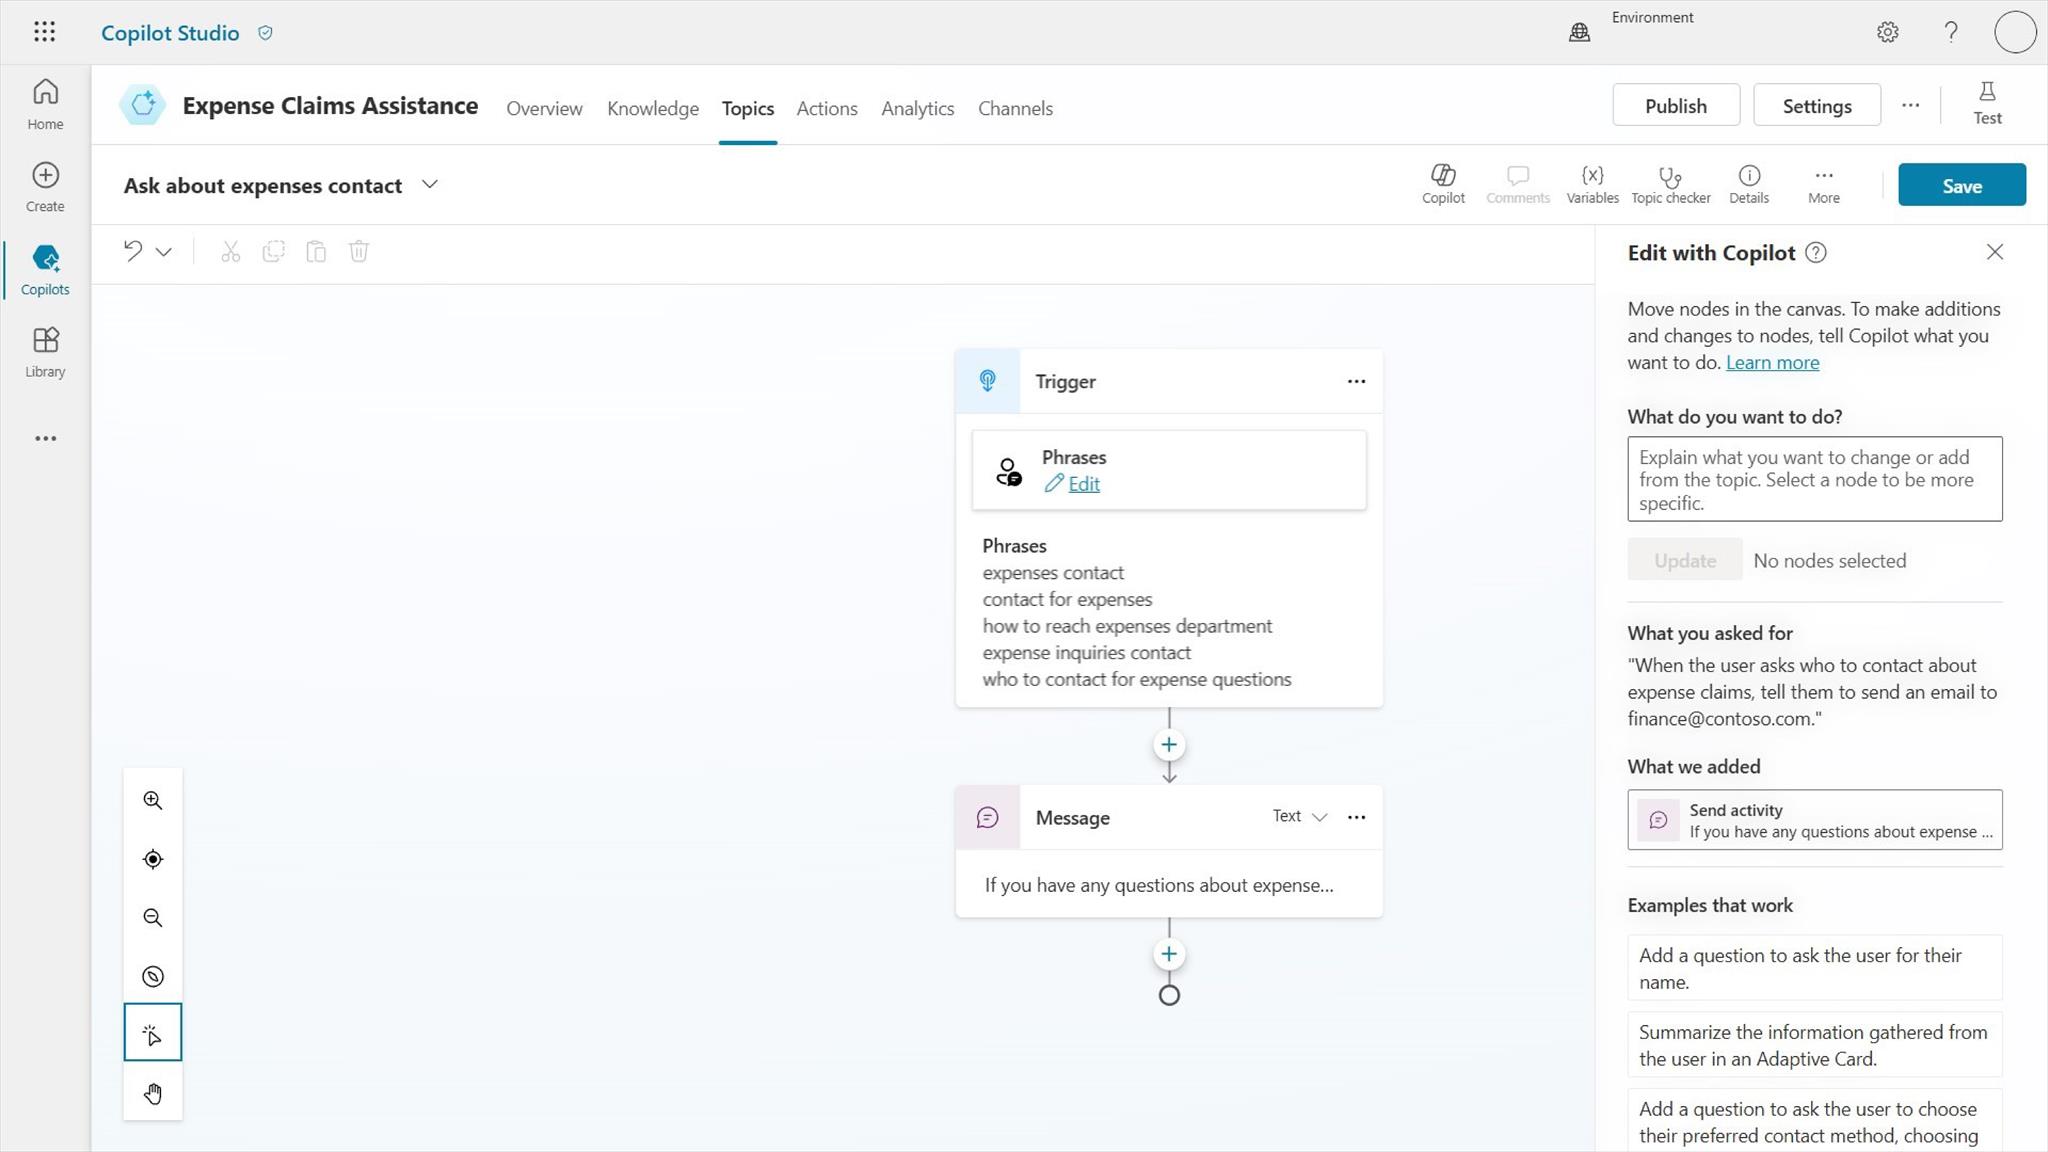 Copilot Studio
Environment
Home
Create
Copilots
Library
Expense Claims Assistance
Overview
Knowledge
Topics
Actions
Analytics
Channels
Publish
Settings
Test
Ask about expenses contact
Copilot
Comments
Variables
Topic checker
Details
More
Save
Trigger
Phrases
Edit
Phrases
expenses contact
contact for expenses
how to reach expenses department
expense inquiries contact
who to contact for expense questions
Message
Text
If you have any questions about expense...
Edit with Copilot
Move nodes in the canvas. To make additions
and changes to nodes, tell Copilot what you
want to do. Learn more
What do you want to do?
Explain what you want to change or add
from the topic. Select a node to be more
specific.
Update
No nodes selected
What you asked for
"When the user asks who to contact about
expense claims, tell them to send an email to
finance@contoso.com."
What we added
Send activity
If you have any questions about expense ...
Examples that work
Add a question to ask the user for their
name.
Summarize the information gathered from
the user in an Adaptive Card.
Add a question to ask the user to choose
their preferred contact method, choosing